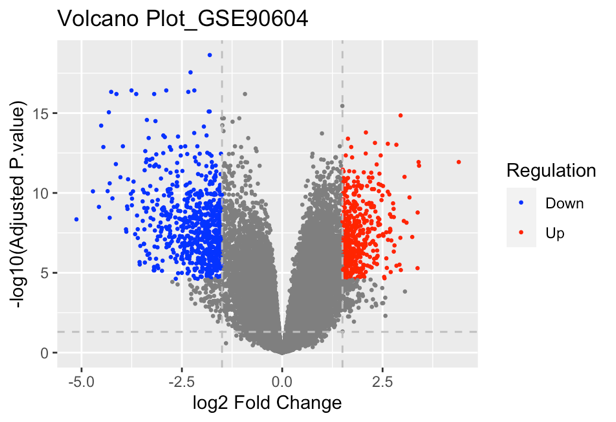 Volcano Plot_GSE90604
-log10(Adjusted P.value)
15
10
5
0
-5.0
-2.5
0.0
2.5
log2 Fold Change
Regulation
Down
Up